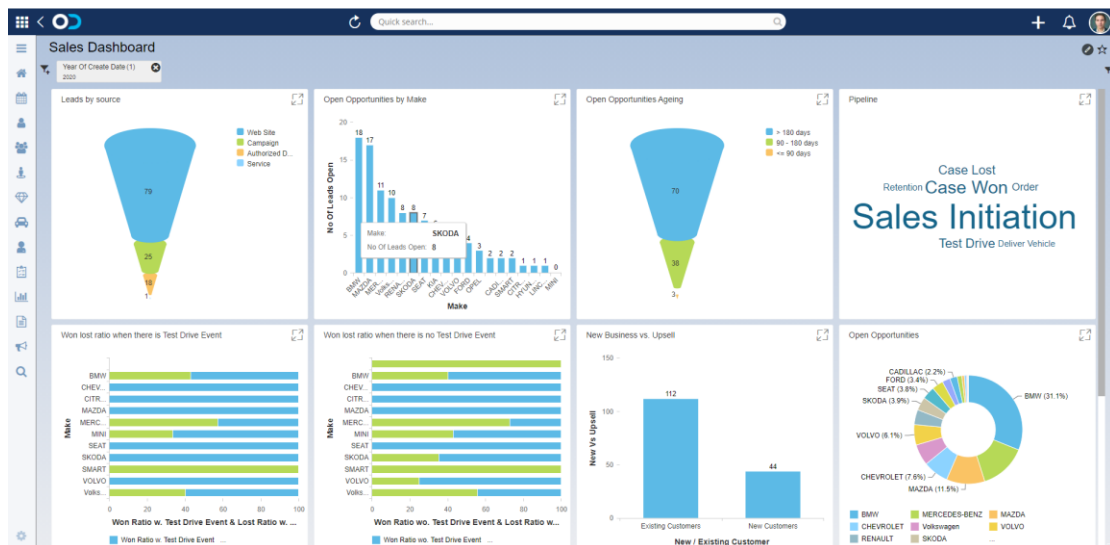 Quick search...
Sales Dashboard
Year Of Create Date (1)
2020
Leads by source
79
25
18
1
Web Site
Campaign
Authorized D...
Service
Open Opportunities by Make
No Of Leads Open
20
15
10
5
0
18
17
11
10
8
8
7
4
3
2
2
2
1
1
1
0
Make: SKODA
No Of Leads Open: 8
BMW
MAZDA
MER...
Volks...
RENA...
SKODA
SEAT
KIA
CHEV...
VOLVO
FORD
OPEL
CADI...
SMART
CITR...
HYUN...
LINC...
MINI
Make
Open Opportunities Ageing
78
38
3
> 180 days
90 - 180 days
<= 90 days
Pipeline
Case Lost
Retention Case Won Order
Sales Initiation
Test Drive Deliver Vehicle
Won lost ratio when there is Test Drive Event
Make
BMW
CHEV...
CITR...
MAZDA
MERC...
MINI
SEAT
SKODA
SMART
VOLVO
Volks...
0 20 40 60 80 100
Won Ratio w. Test Drive Event & Lost Ratio w. ...
Won Ratio w. Test Drive Event ...
Won lost ratio when there is no Test Drive Event
Make
BMW
CHEV...
CITR...
MAZDA
MERC...
MINI
SEAT
SKODA
SMART
VOLVO
Volks...
0 20 40 60 80 100
Won Ratio wo. Test Drive Event & Lost Ratio w...
Won Ratio wo. Test Drive Event ...
New Business vs. Upsell
New Vs Upsell
150
100
50
0
112
44
Existing Customers
New Customers
New / Existing Customer
Open Opportunities
CADILLAC (2.2%)
FORD (3.4%)
SEAT (3.8%)
SKODA (3.9%)
VOLVO (6.1%)
CHEVROLET (7.6%)
MAZDA (11.5%)
BMW (31.1%)
BMW MERCEDES-BENZ MAZDA
CHEVROLET Volkswagen VOLVO
RENAULT SKODA ...